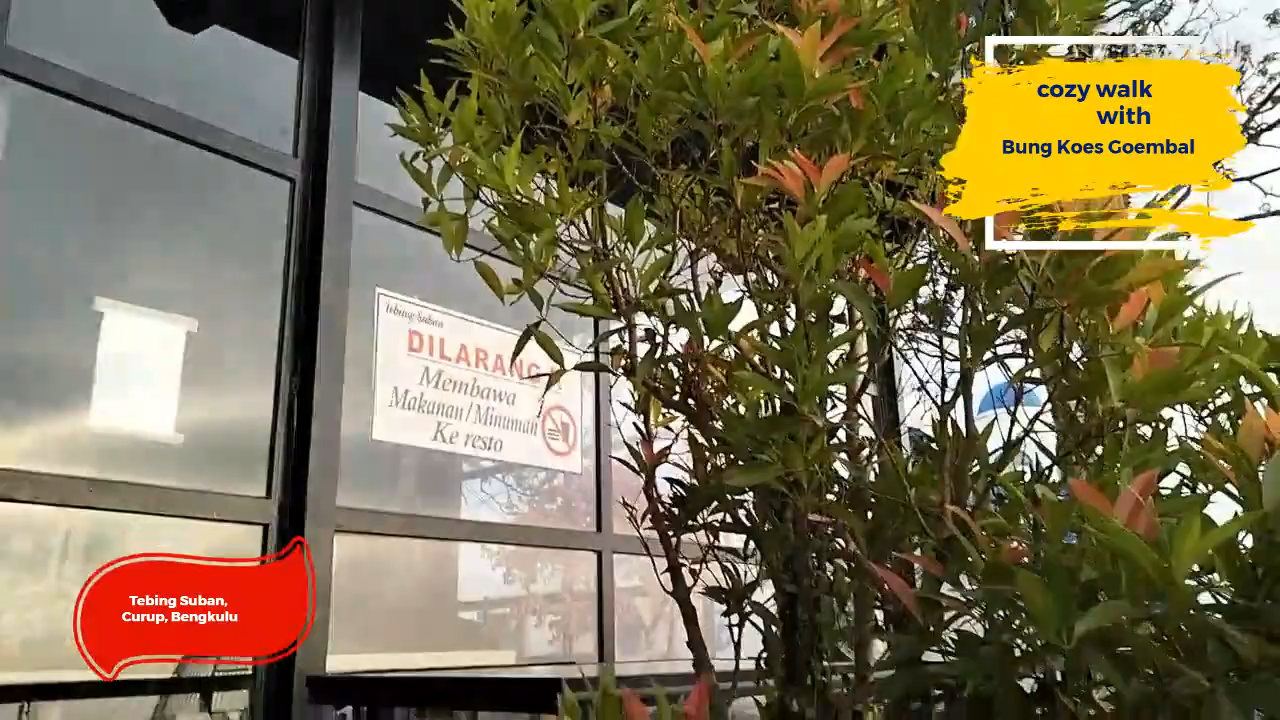 cozy walk
with
Bung Koes Goembal
Tebing Suban
DILARANG
Membawa
Makanan/Minuman
Ke resto
Tebing Suban,
Curup, Bengkulu